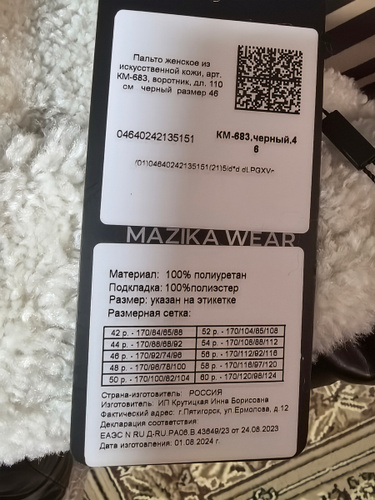 Пальто женское из
искусственной кожи, арт.
КМ-683, воротник, дл. 110
см черный размер 46
04640242135151
КМ-683,черный,4
6
MAZIKA WEAR
Материал: 100% полиуретан
Подкладка: 100%полиэстер
Размер: указан на этикетке
Размерная сетка:
42 р. - 170/84/65/88 52 р. - 170/104/85/108
44 р. - 170/88/68/92 54 р. - 170/108/88/112
46 р. - 170/92/74/96 56 р. - 170/112/92/116
48 р. - 170/96/78/100 58 р. - 170/116/97/120
50 р. - 170/100/82/104 60 р. - 170/120/98/124
Страна-изготовитель: РОССИЯ
Изготовитель: ИП Крутицкая Инна Борисовна
Фактический адрес: г.Пятигорск, ул.Ермолова, д.12
Декларация соответствия:
ЕАЭС N RU Д-RU.РА06.В.43649/23 от 24.08.2023
Дата изготовения: 01.08.2024 г.